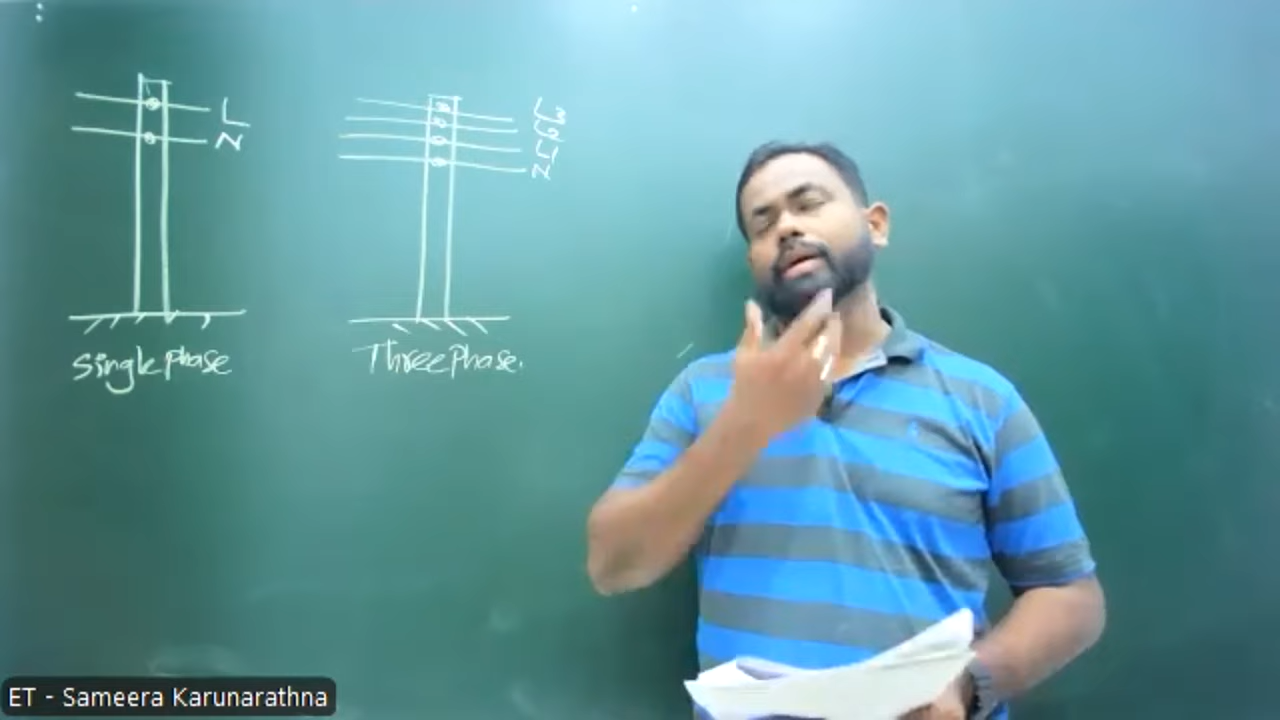 L
N
Single phase
L3
L2
L1
N
Three Phase.
ET - Sameera Karunarathna